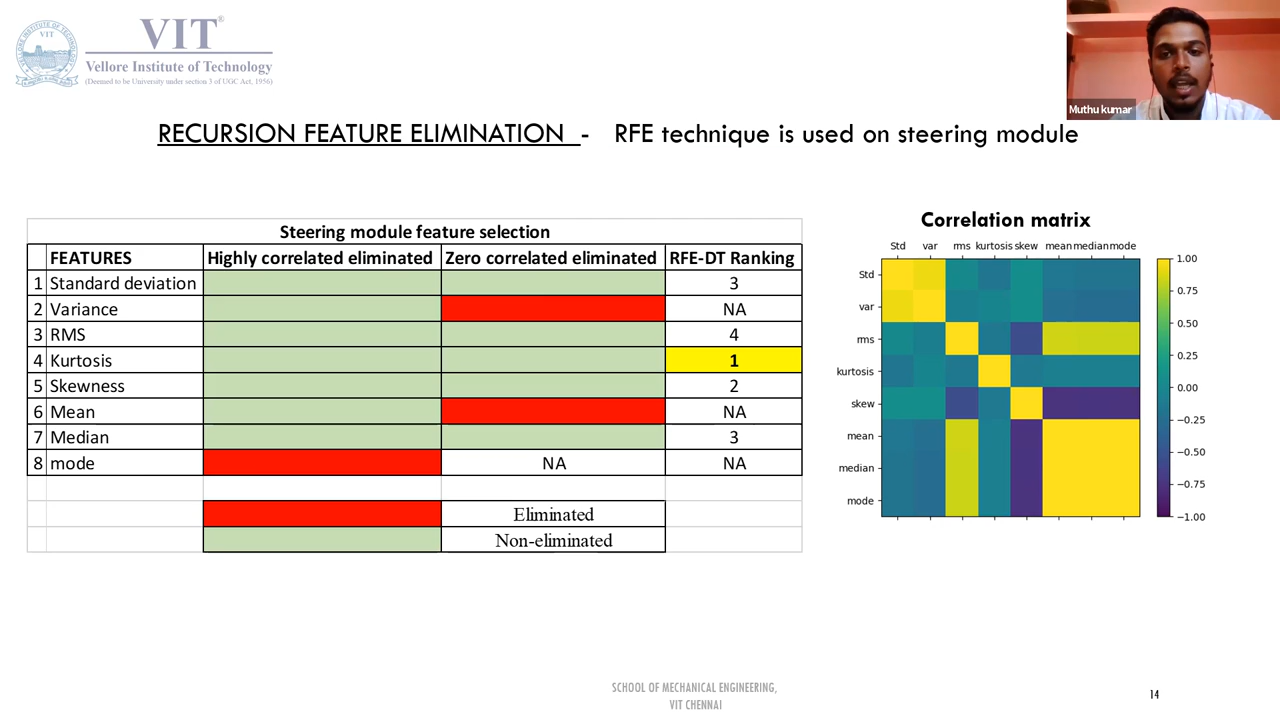 VIT®
Vellore Institute of Technology
(Deemed to be University under section 3 of UGC Act, 1956)
Muthu kumar
RECURSION FEATURE ELIMINATION - RFE technique is used on steering module
Steering module feature selection
FEATURES Highly correlated eliminated Zero correlated eliminated RFE-DT Ranking
1 Standard deviation 3
2 Variance NA
3 RMS 4
4 Kurtosis 1
5 Skewness 2
6 Mean NA
7 Median 3
8 mode NA NA
Eliminated
Non-eliminated
Correlation matrix
Std var rms kurtosis skew mean median mode
Std
var
rms
kurtosis
skew
mean
median
mode
1.00
0.75
0.50
0.25
0.00
−0.25
−0.50
−0.75
−1.00
SCHOOL OF MECHANICAL ENGINEERING,
VIT CHENNAI
14